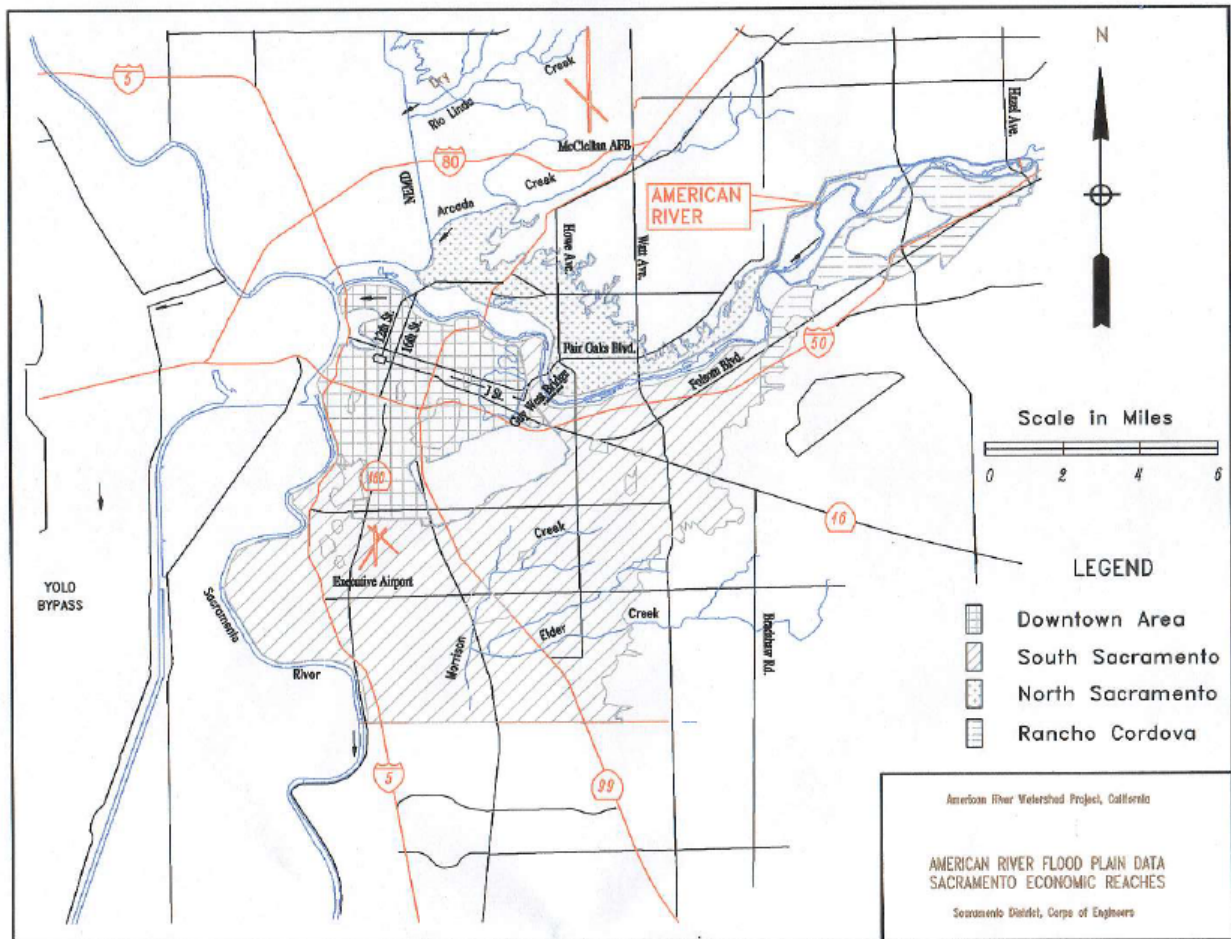 N
5
Dry
Creek
Rio Linda
Hazel Ave.
McClellan AFB
80
NEMD
Creek
Arcade
AMERICAN
RIVER
Howe Ave.
Watt Ave.
12th St.
16th St.
Fair Oaks Blvd.
50
Folsom Blvd.
J St.
Guy West Bridge
Scale in Miles
0 2 4 6
160
16
Creek
Executive Airport
YOLO
BYPASS
Sacramento
River
Morrison
Elder
Creek
Bradshaw Rd.
LEGEND
Downtown Area
South Sacramento
North Sacramento
Rancho Cordova
5
99
American River Watershed Project, California
AMERICAN RIVER FLOOD PLAIN DATA
SACRAMENTO ECONOMIC REACHES
Sacramento District, Corps of Engineers